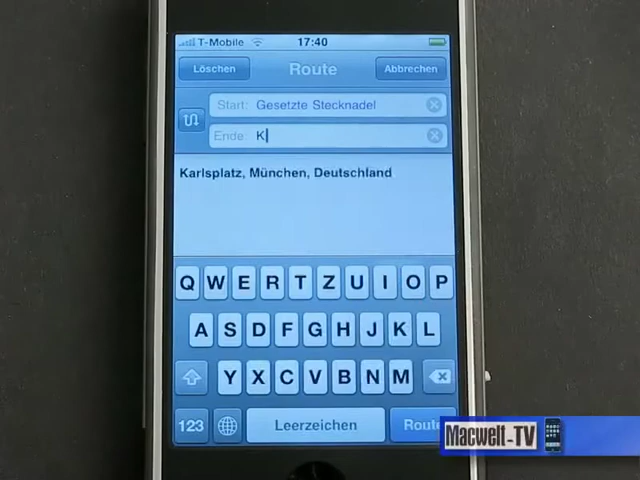 T-Mobile 17:40
Löschen Route Abbrechen
Start: Gesetzte Stecknadel
Ende: K
Karlsplatz, München, Deutschland
Q W E R T Z U I O P
A S D F G H J K L
Y X C V B N M
123 Leerzeichen Route
Macwelt-TV